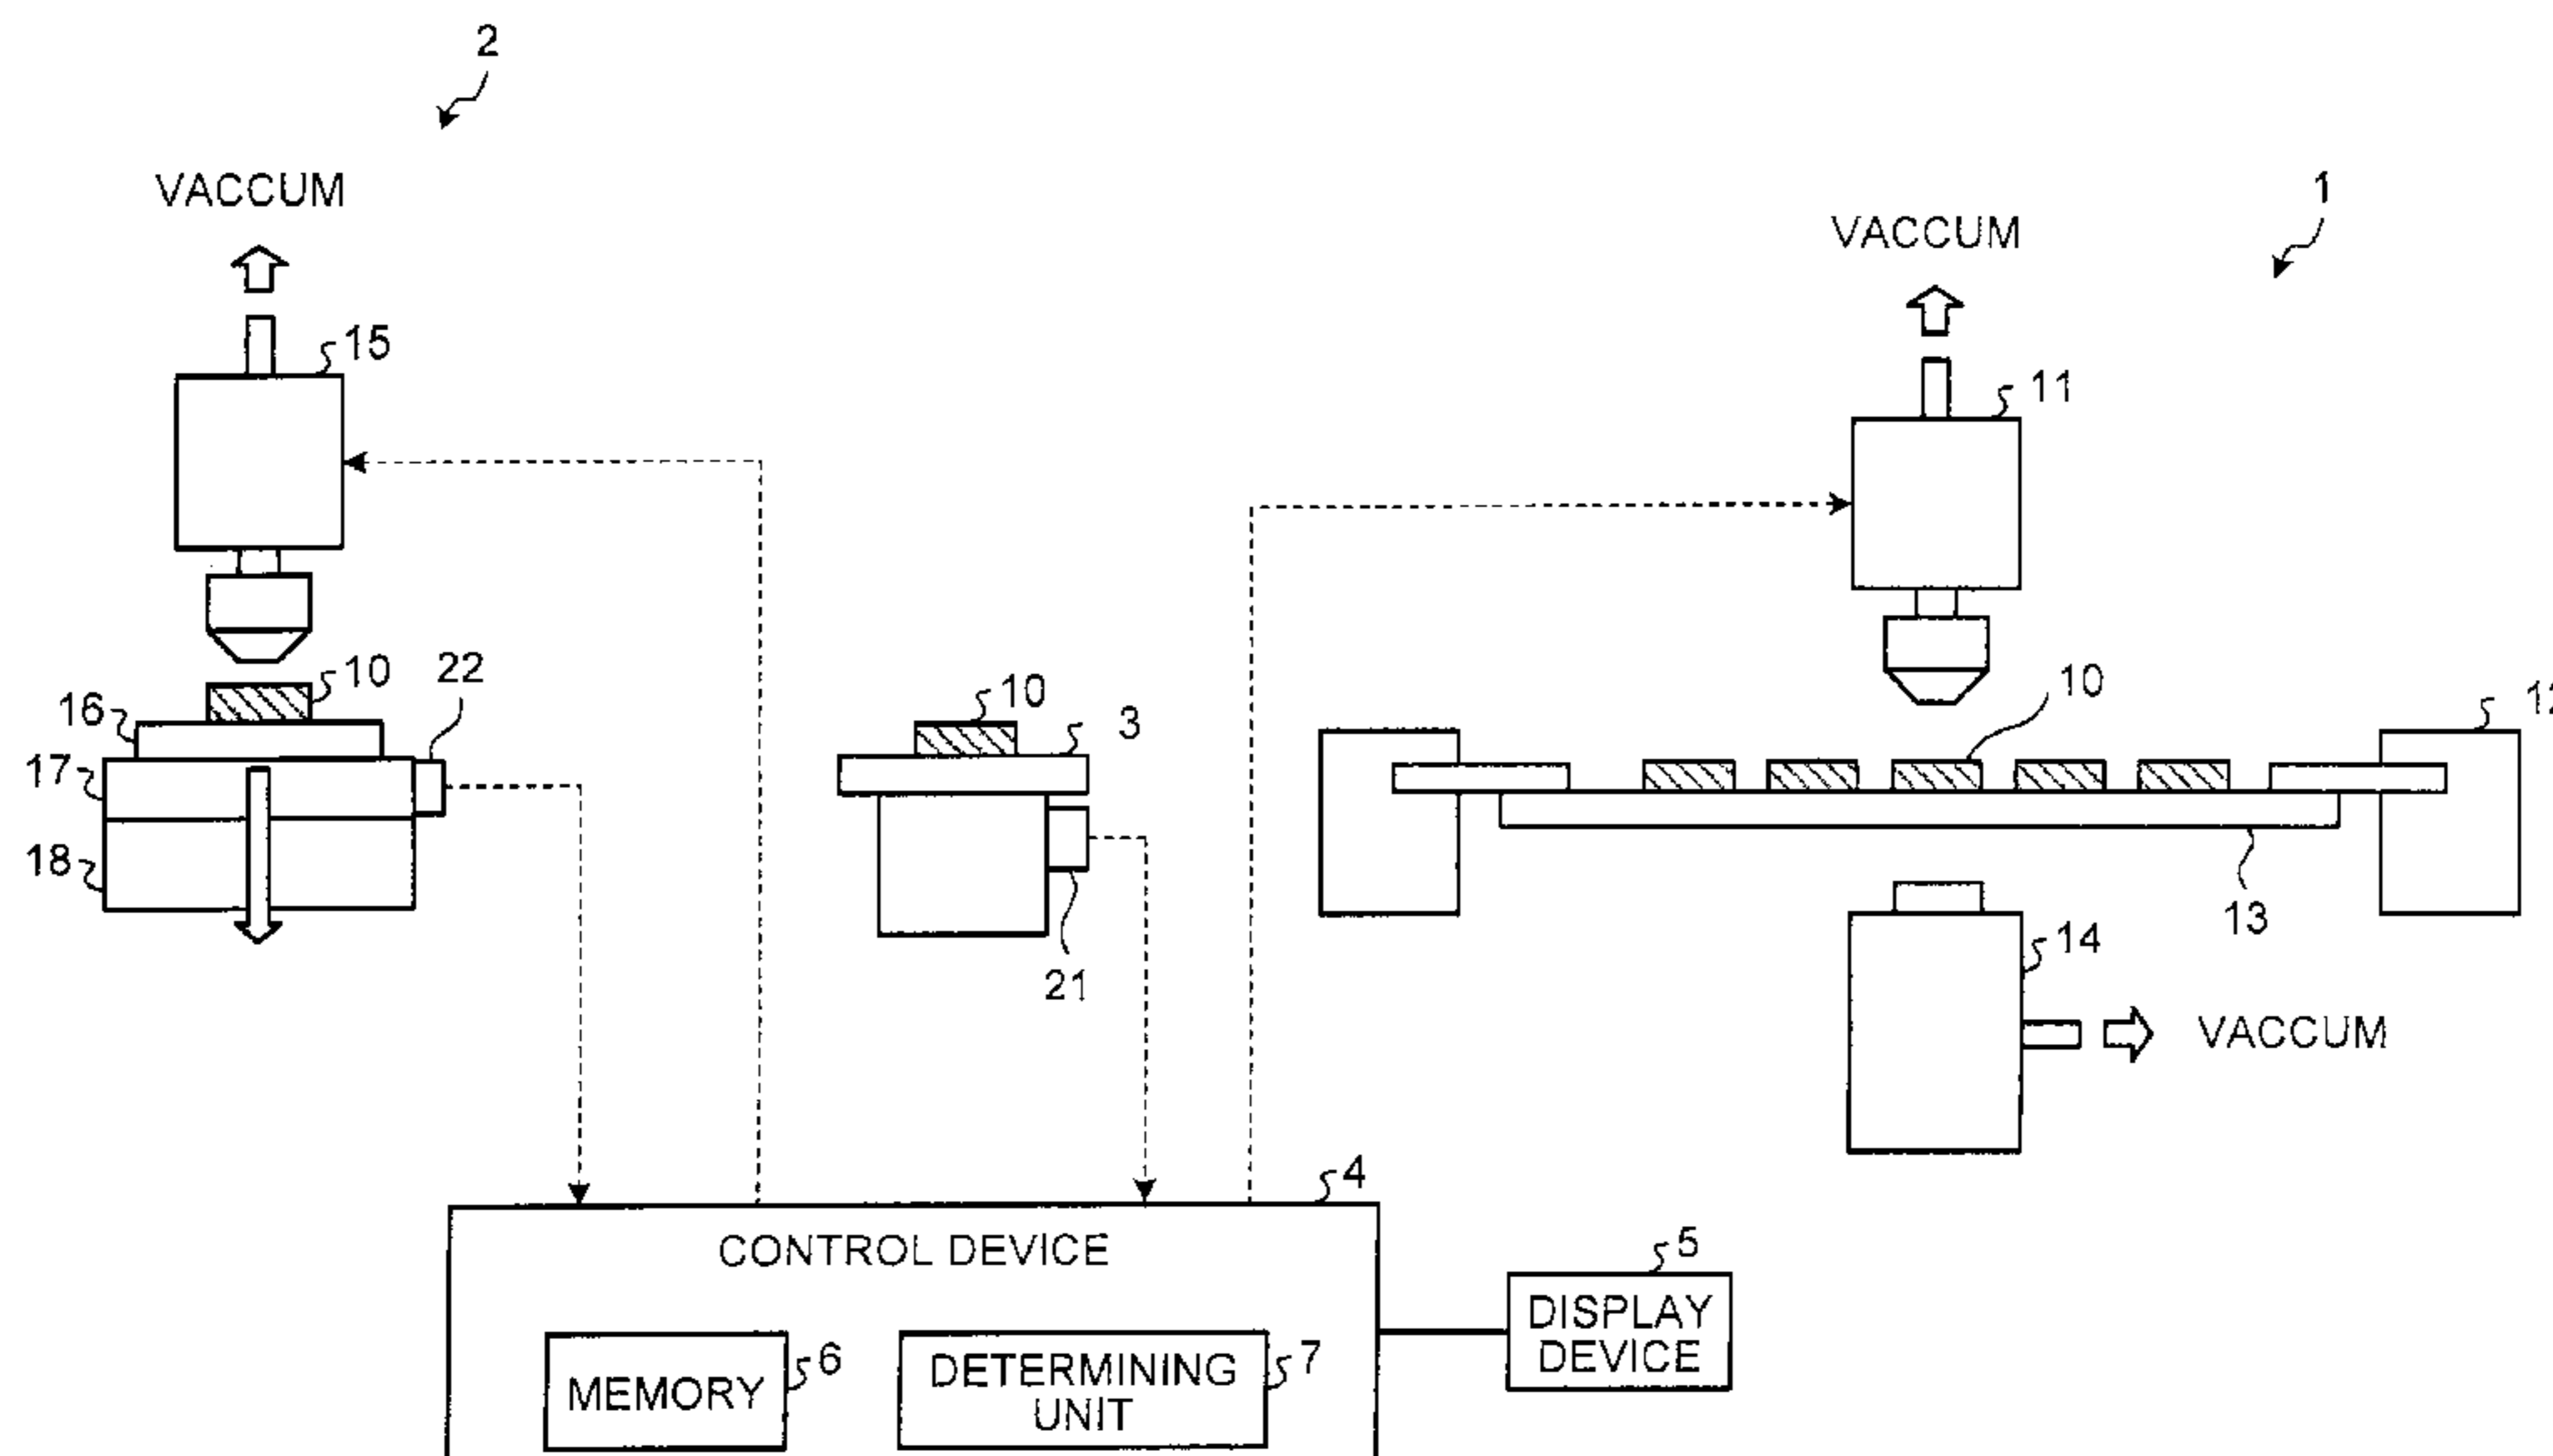 2
VACCUM
1
VACCUM
15
11
10
22
16
10
3
10
12
17
18
21
13
14
VACCUM
4
CONTROL DEVICE
5
DISPLAY
DEVICE
6
MEMORY
7
DETERMINING
UNIT